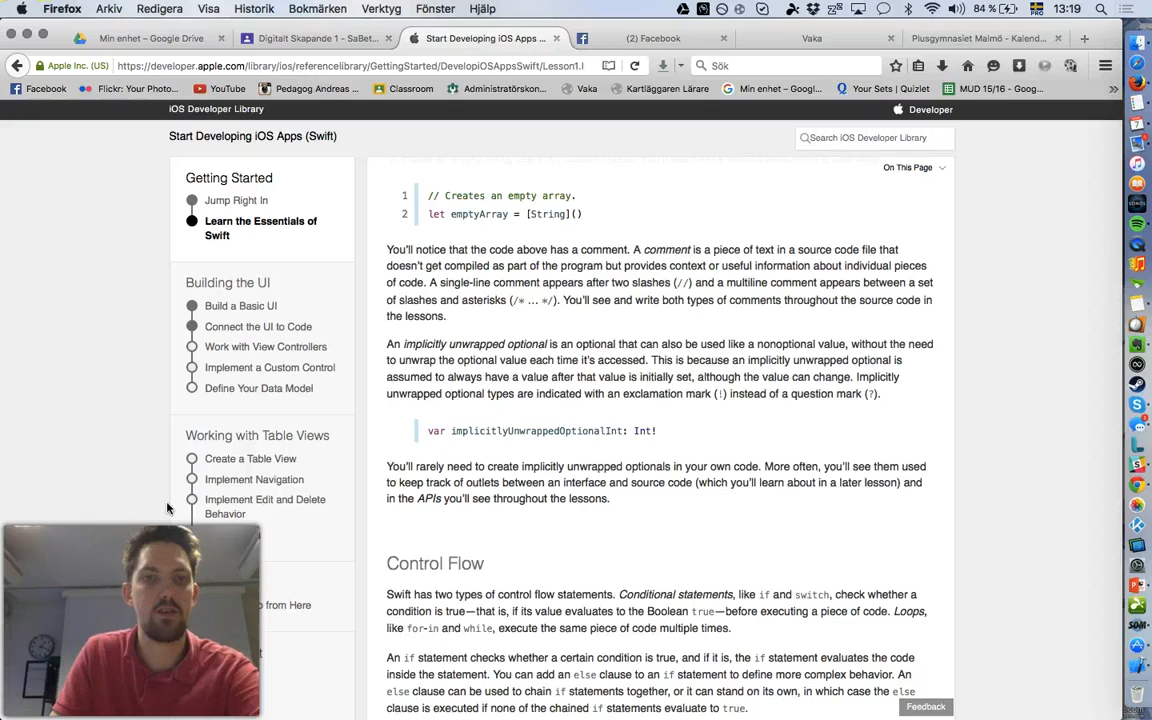 Firefox Arkiv Redigera Visa Historik Bokmärken Verktyg Fönster Hjälp 84 % 13:19
Min enhet – Google Drive × Digitalt Skapande 1 - SaBet... × Start Developing iOS Apps ... × (2) Facebook × Vaka × Plusgymnasiet Malmö - Kalend... × +
Apple Inc. (US) https://developer.apple.com/library/ios/referencelibrary/GettingStarted/DevelopiOSAppsSwift/Lesson1.l Sök
Facebook Flickr: Your Photo... YouTube Pedagog Andreas ... Classroom Administratörskon... Vaka Kartläggaren Lärare Min enhet – Googl... Your Sets | Quizlet MUD 15/16 - Goog... »
iOS Developer Library Developer
Start Developing iOS Apps (Swift) Search iOS Developer Library
Getting Started
Jump Right In
Learn the Essentials of
Swift
Building the UI
Build a Basic UI
Connect the UI to Code
Work with View Controllers
Implement a Custom Control
Define Your Data Model
Working with Table Views
Create a Table View
Implement Navigation
Implement Edit and Delete
Behavior
from Here
On This Page
1 // Creates an empty array.
2 let emptyArray = [String]()
You'll notice that the code above has a comment. A comment is a piece of text in a source code file that
doesn't get compiled as part of the program but provides context or useful information about individual pieces
of code. A single-line comment appears after two slashes (//) and a multiline comment appears between a set
of slashes and asterisks (/* … */). You'll see and write both types of comments throughout the source code in
the lessons.
An implicitly unwrapped optional is an optional that can also be used like a nonoptional value, without the need
to unwrap the optional value each time it's accessed. This is because an implicitly unwrapped optional is
assumed to always have a value after that value is initially set, although the value can change. Implicitly
unwrapped optional types are indicated with an exclamation mark (!) instead of a question mark (?).
var implicitlyUnwrappedOptionalInt: Int!
You'll rarely need to create implicitly unwrapped optionals in your own code. More often, you'll see them used
to keep track of outlets between an interface and source code (which you'll learn about in a later lesson) and
in the APIs you'll see throughout the lessons.
Control Flow
Swift has two types of control flow statements. Conditional statements, like if and switch, check whether a
condition is true—that is, if its value evaluates to the Boolean true—before executing a piece of code. Loops,
like for-in and while, execute the same piece of code multiple times.
An if statement checks whether a certain condition is true, and if it is, the if statement evaluates the code
inside the statement. You can add an else clause to an if statement to define more complex behavior. An
else clause can be used to chain if statements together, or it can stand on its own, in which case the else
clause is executed if none of the chained if statements evaluate to true.
Feedback